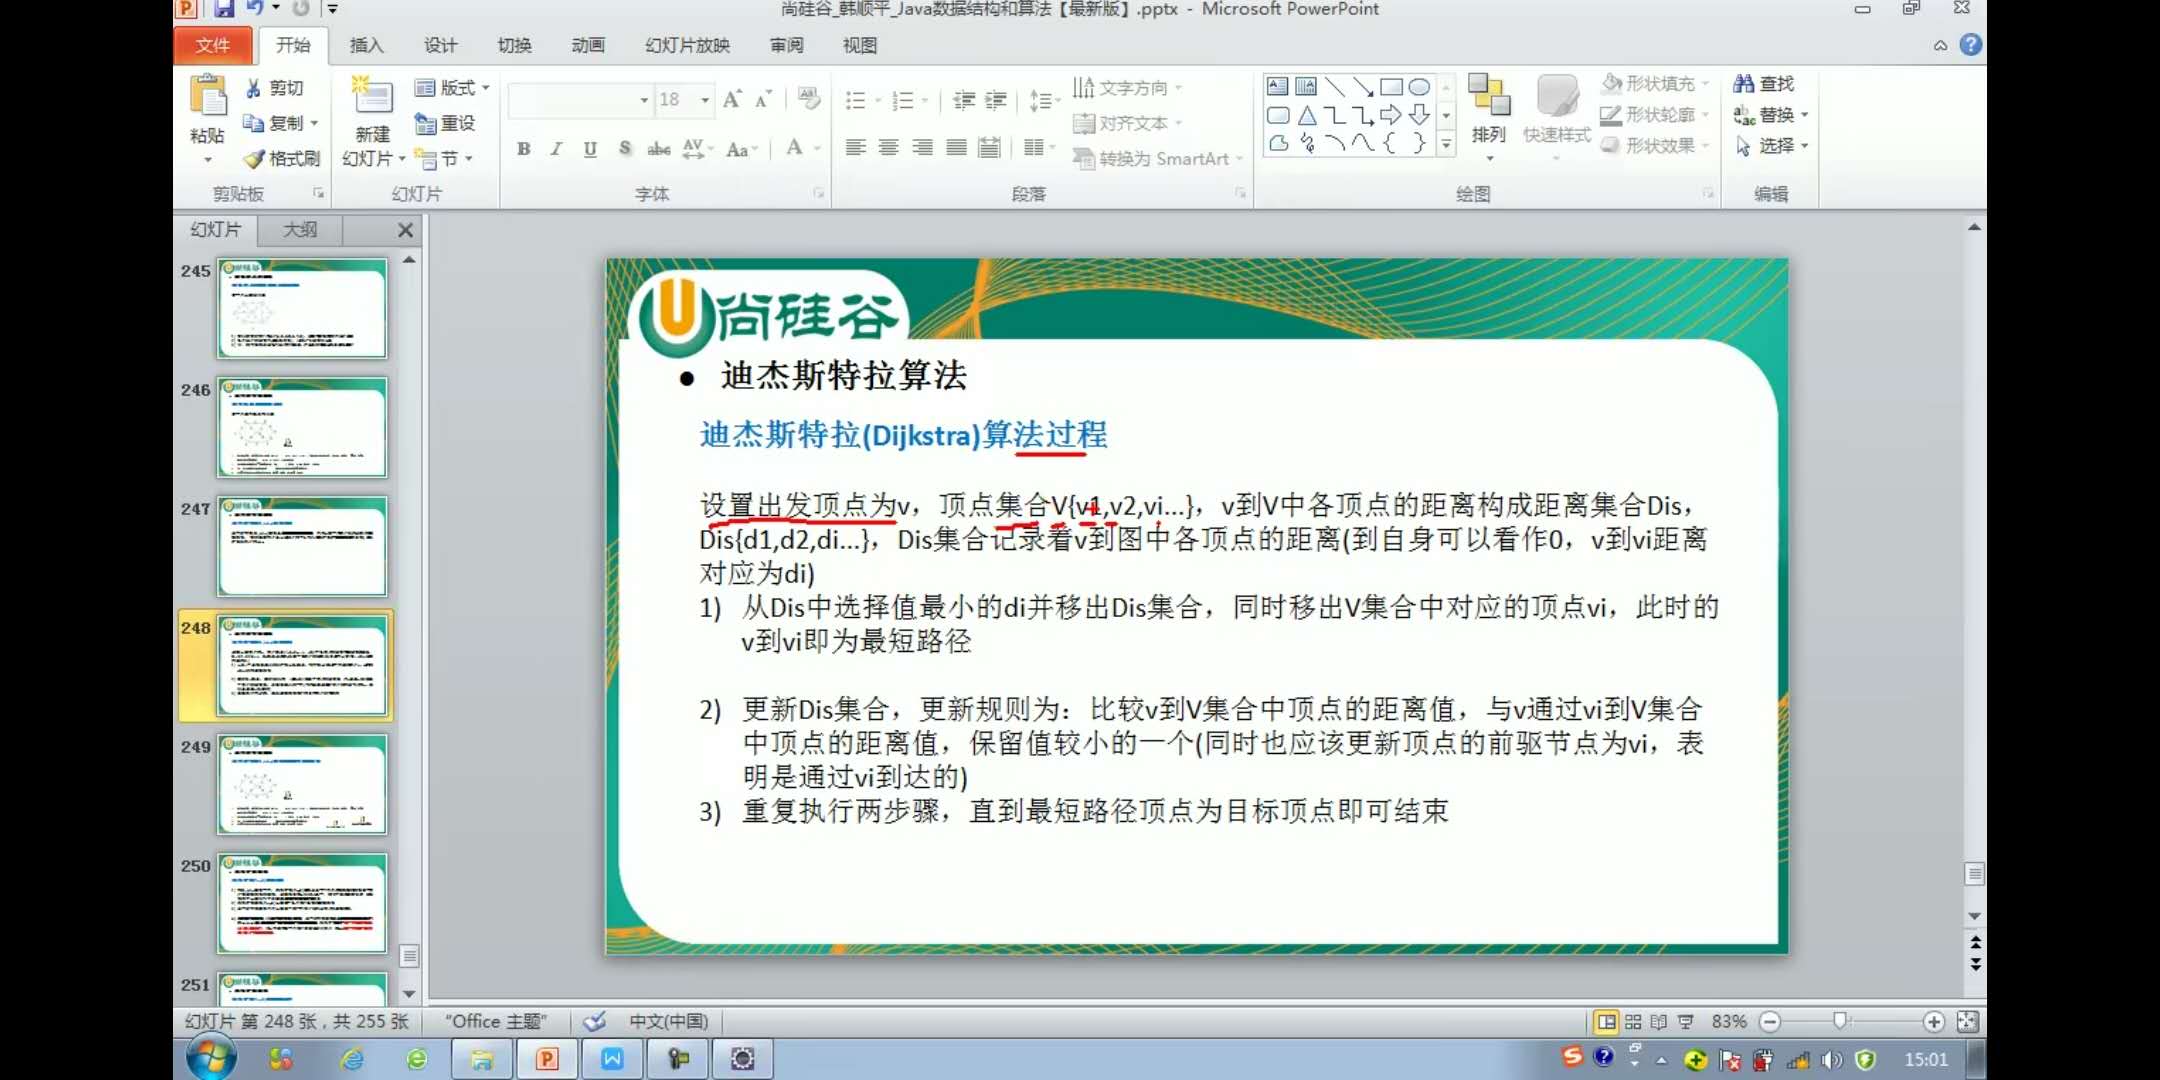 尚硅谷_韩顺平_Java数据结构和算法【最新版】.pptx - Microsoft PowerPoint
文件 开始 插入 设计 切换 动画 幻灯片放映 审阅 视图
粘贴 剪切 复制 格式刷
剪贴板
新建幻灯片 版式 重设 节
幻灯片
18
B I U S abc AV Aa A
字体
文字方向
对齐文本
转换为 SmartArt
段落
排列 快速样式 形状填充 形状轮廓 形状效果
绘图
查找
替换
选择
编辑
幻灯片 大纲
245
246
247
248
249
250
251
尚硅谷
● 迪杰斯特拉算法
迪杰斯特拉(Dijkstra)算法过程
设置出发顶点为v，顶点集合V{v1,v2,vi...}，v到V中各顶点的距离构成距离集合Dis，
Dis{d1,d2,di...}，Dis集合记录着v到图中各顶点的距离(到自身可以看作0，v到vi距离
对应为di)
1) 从Dis中选择值最小的di并移出Dis集合，同时移出V集合中对应的顶点vi，此时的
v到vi即为最短路径
2) 更新Dis集合，更新规则为：比较v到V集合中顶点的距离值，与v通过vi到V集合
中顶点的距离值，保留值较小的一个(同时也应该更新顶点的前驱节点为vi，表
明是通过vi到达的)
3) 重复执行两步骤，直到最短路径顶点为目标顶点即可结束
幻灯片 第 248 张，共 255 张 "Office 主题" 中文(中国) 83%
15:01